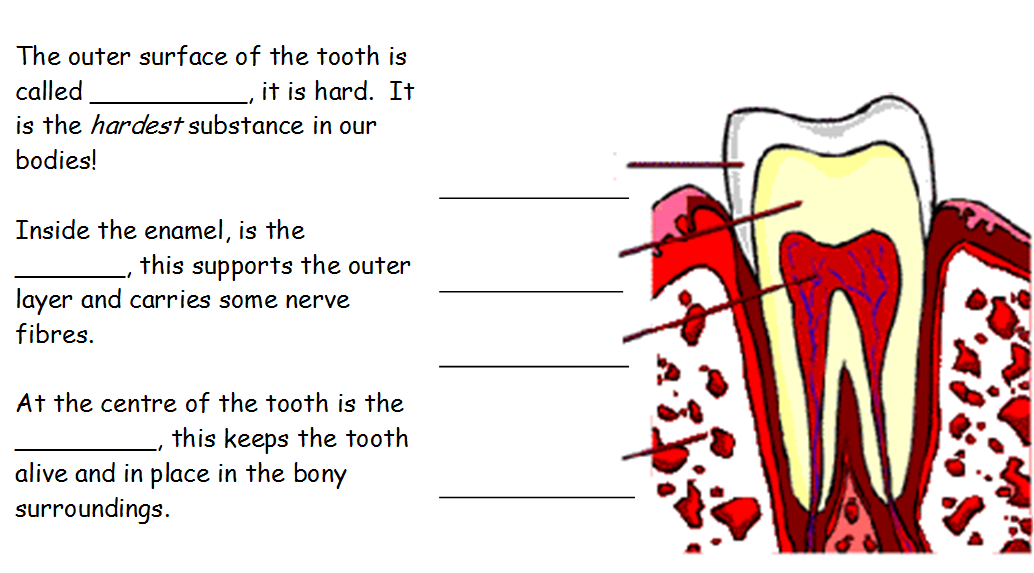 The outer surface of the tooth is
called ___________, it is hard. It
is the hardest substance in our
bodies!
Inside the enamel, is the
________, this supports the outer
layer and carries some nerve
fibres.
At the centre of the tooth is the
__________, this keeps the tooth
alive and in place in the bony
surroundings.